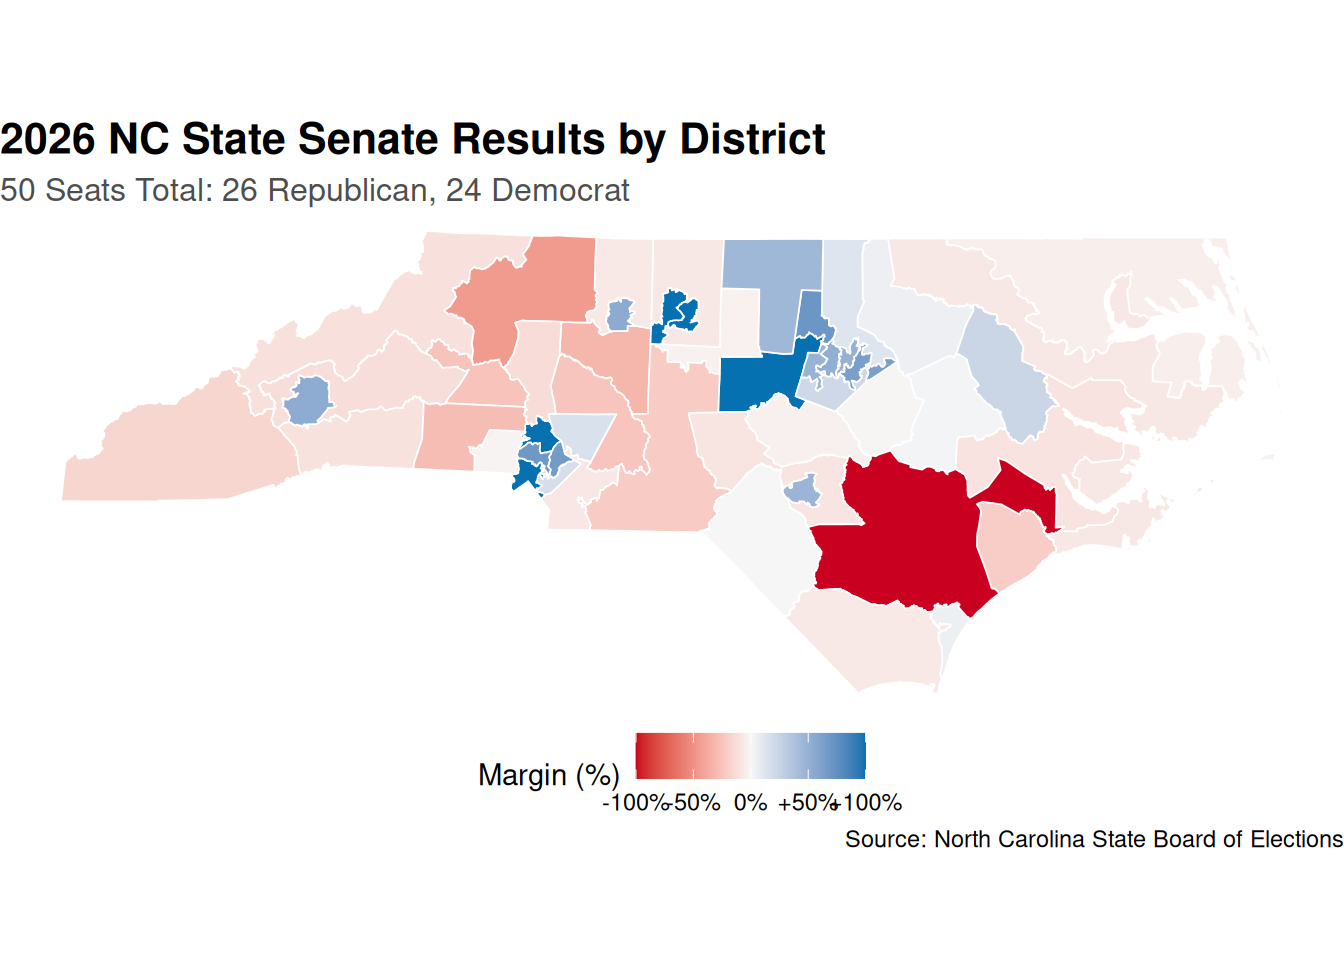 2026 NC State Senate Results by District
50 Seats Total: 26 Republican, 24 Democrat
Margin (%)
-100% -50% 0% +50% +100%
Source: North Carolina State Board of Elections